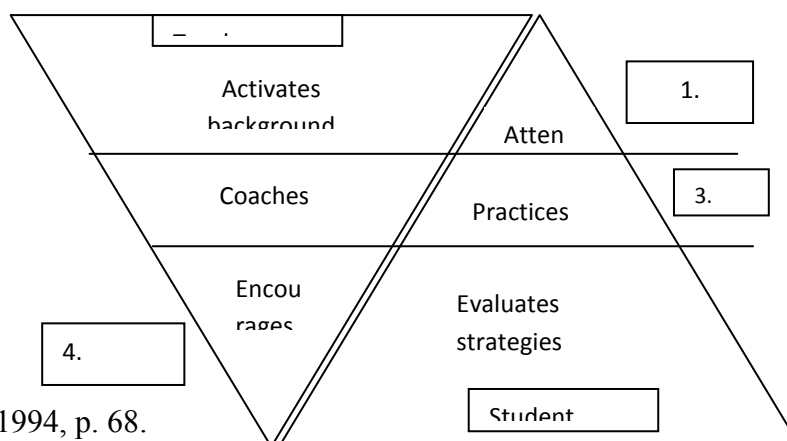 Activates
background
1.
Atten
Coaches
3.
Practices
Encou
rages
Evaluates
strategies
4.
Student
1994, p. 68.